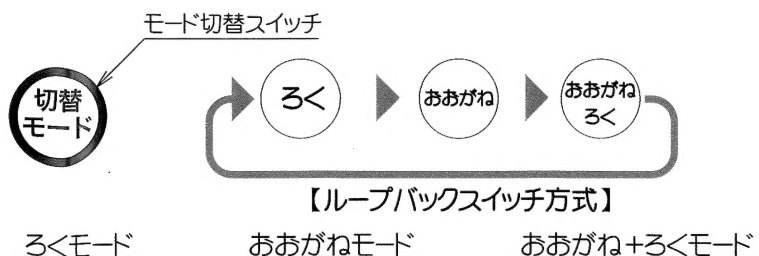 モード切替スイッチ
切替
モード
ろく
おおがね
おおがね
ろく
【ループバックスイッチ方式】
ろくモード
おおがねモード
おおがね+ろくモード